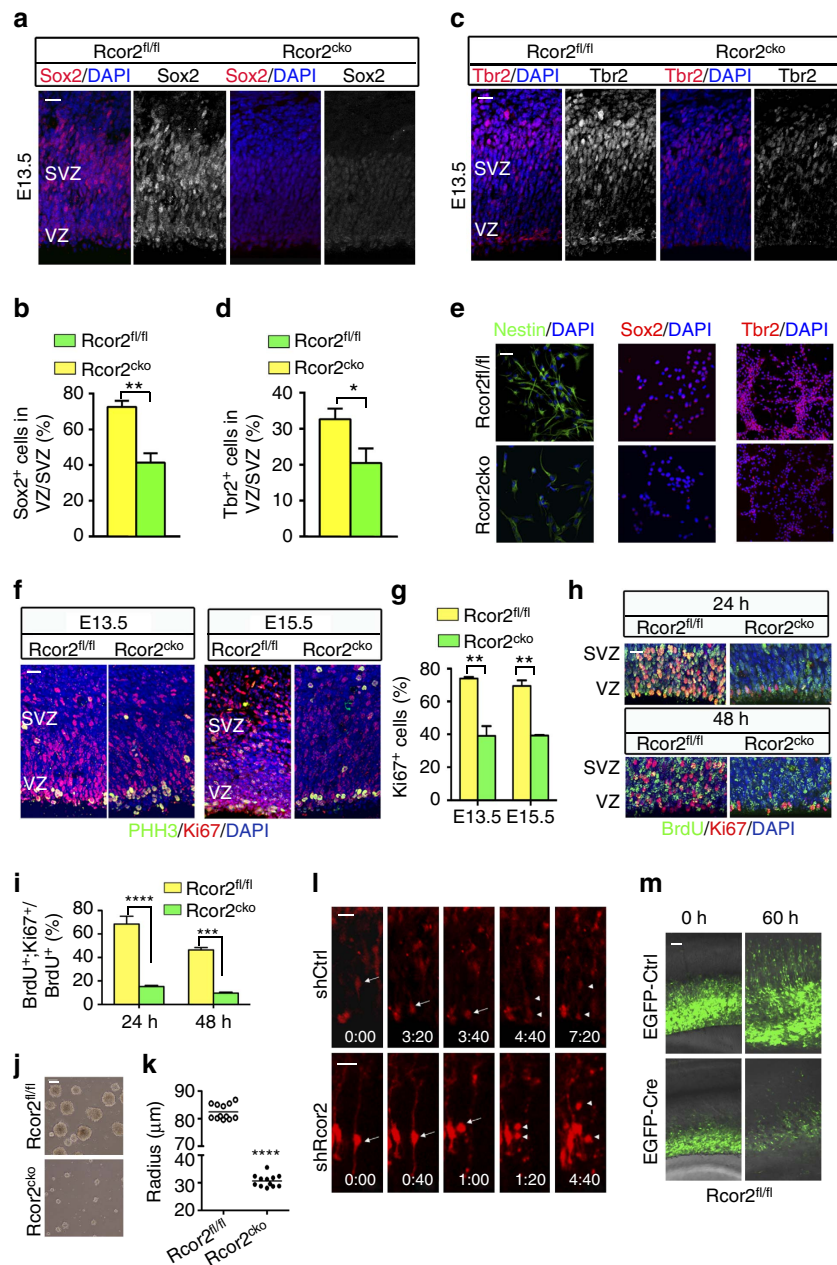 a
Rcor2fl/fl Rcor2cko
Sox2/DAPI Sox2 Sox2/DAPI Sox2
E13.5
SVZ
VZ
c
Rcor2fl/fl Rcor2cko
Tbr2/DAPI Tbr2 Tbr2/DAPI Tbr2
E13.5
SVZ
VZ
b
Rcor2fl/fl
Rcor2cko
Sox2+ cells in
VZ/SVZ (%)
80
60
40
20
0
**
d
Rcor2fl/fl
Rcor2cko
Tbr2+ cells in
VZ/SVZ (%)
40
30
20
10
0
*
e
Nestin/DAPI Sox2/DAPI Tbr2/DAPI
Rcor2fl/fl
Rcor2cko
f
E13.5 E15.5
Rcor2fl/fl Rcor2cko Rcor2fl/fl Rcor2cko
SVZ
VZ
SVZ
VZ
PHH3/Ki67/DAPI
g
Rcor2fl/fl
Rcor2cko
Ki67+ cells (%)
80
60
40
20
0
** **
E13.5 E15.5
h
24 h
Rcor2fl/fl Rcor2cko
SVZ
VZ
48 h
Rcor2fl/fl Rcor2cko
SVZ
VZ
BrdU/Ki67/DAPI
i
Rcor2fl/fl
Rcor2cko
BrdU+;Ki67+/
BrdU+ (%)
80
60
40
20
0
**** ***
24 h 48 h
j
Rcor2fl/fl
Rcor2cko
k
Radius (μm)
90
80
70
40
30
20
****
Rcor2fl/fl
Rcor2cko
l
shCtrl
0:00 3:20 3:40 4:40 7:20
shRcor2
0:00 0:40 1:00 1:20 4:40
m
0 h 60 h
EGFP-Ctrl
EGFP-Cre
Rcor2fl/fl